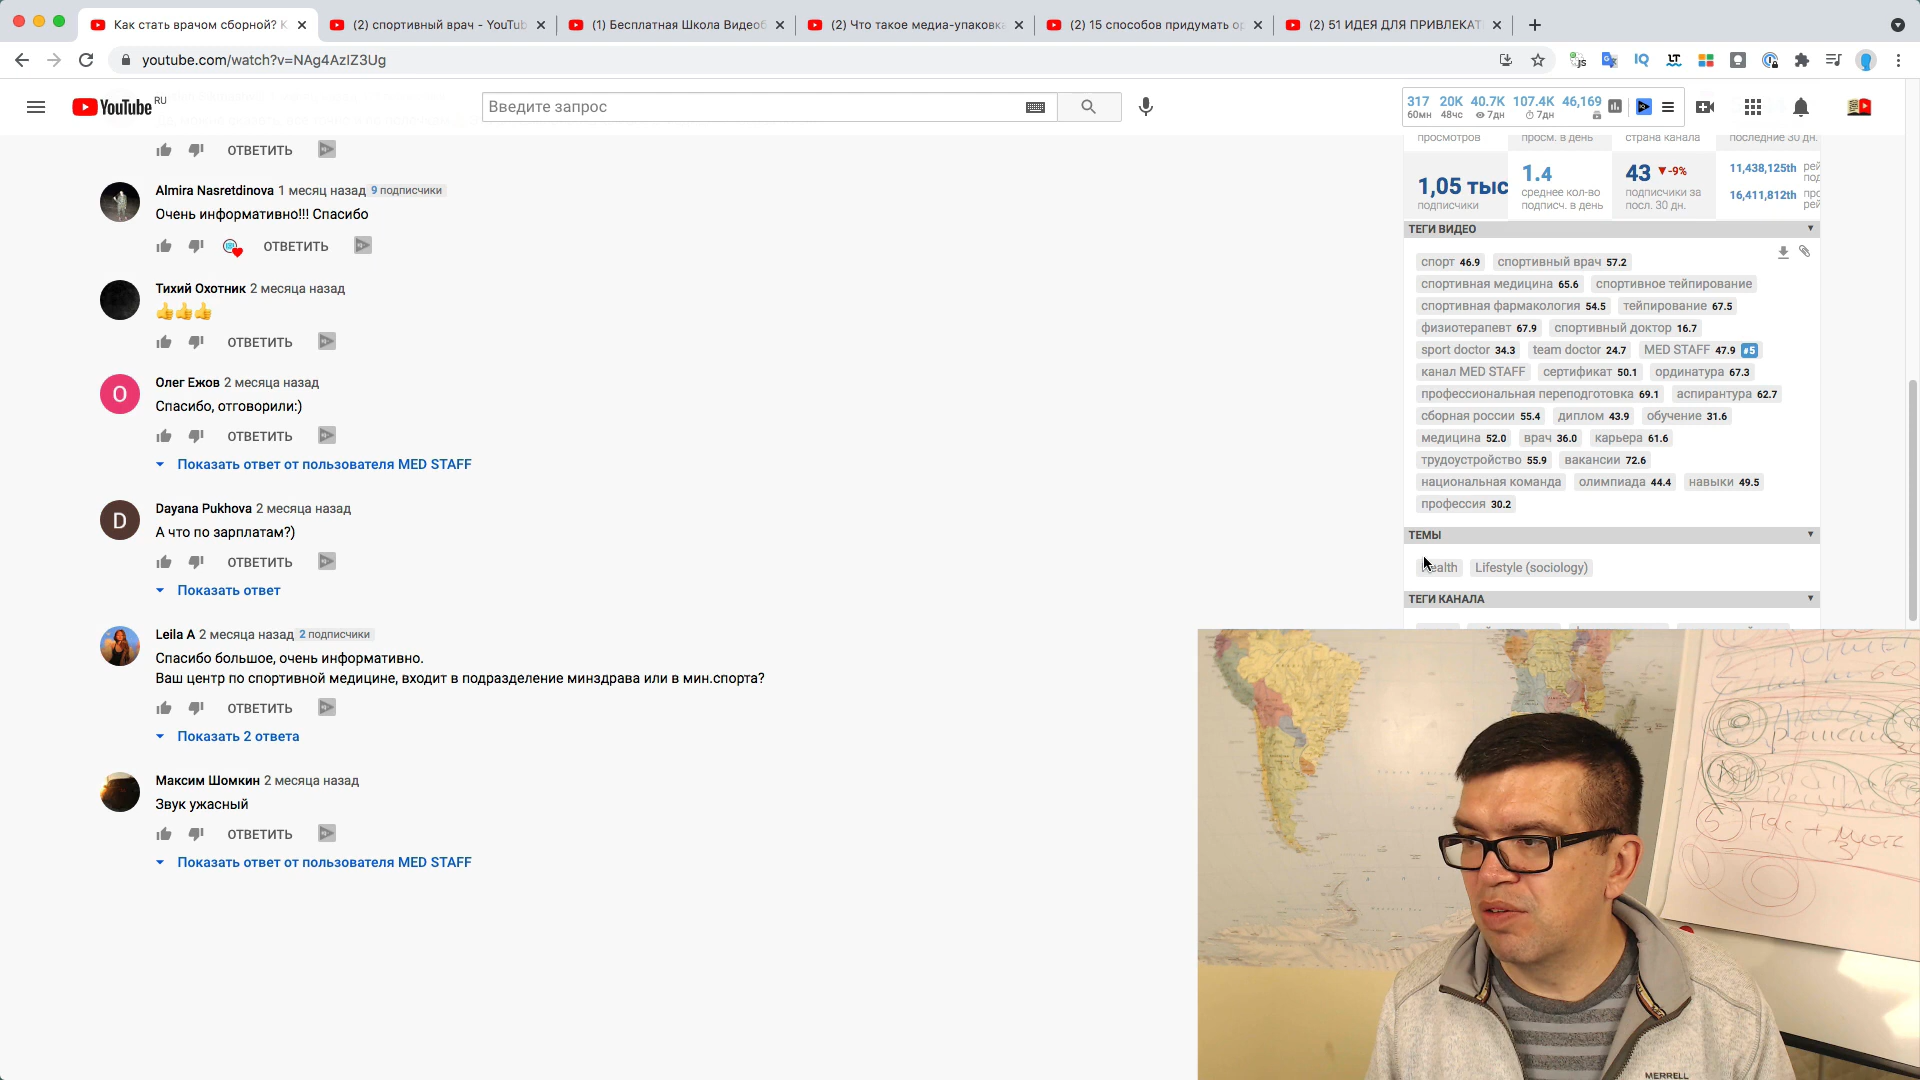 Как стать врачом сборной? К
(2) спортивный врач - YouTub
(1) Бесплатная Школа Видеоб
(2) Что такое медиа-упаковка
(2) 15 способов придумать ор
(2) 51 ИДЕЯ ДЛЯ ПРИВЛЕКАТ
youtube.com/watch?v=NAg4AzIZ3Ug
YouTube RU
Введите запрос
317 20K 40.7K 107.4K 46,169
60мн 48чс 7дн 7дн
ОТВЕТИТЬ
Almira Nasretdinova 1 месяц назад 9 подписчики
Очень информативно!!! Спасибо
ОТВЕТИТЬ
Тихий Охотник 2 месяца назад
👍👍👍
ОТВЕТИТЬ
О
Олег Ежов 2 месяца назад
Спасибо, отговорили:)
ОТВЕТИТЬ
Показать ответ от пользователя MED STAFF
D
Dayana Pukhova 2 месяца назад
А что по зарплатам?)
ОТВЕТИТЬ
Показать ответ
Leila A 2 месяца назад 2 подписчики
Спасибо большое, очень информативно.
Ваш центр по спортивной медицине, входит в подразделение минздрава или в мин.спорта?
ОТВЕТИТЬ
Показать 2 ответа
Максим Шомкин 2 месяца назад
Звук ужасный
ОТВЕТИТЬ
Показать ответ от пользователя MED STAFF
просмотров просм. в день страна канала последние 30 дн.
1,05 тыс
подписчики
1.4
среднее кол-во
подписч. в день
43 ▼-9%
подписчики за
посл. 30 дн.
11,438,125th рей
под
16,411,812th про
рей
ТЕГИ ВИДЕО
спорт 46.9 спортивный врач 57.2
спортивная медицина 65.6 спортивное тейпирование
спортивная фармакология 54.5 тейпирование 67.5
физиотерапевт 67.9 спортивный доктор 16.7
sport doctor 34.3 team doctor 24.7 MED STAFF 47.9 #5
канал MED STAFF сертификат 50.1 ординатура 67.3
профессиональная переподготовка 69.1 аспирантура 62.7
сборная россии 55.4 диплом 43.9 обучение 31.6
медицина 52.0 врач 36.0 карьера 61.6
трудоустройство 55.9 вакансии 72.6
национальная команда олимпиада 44.4 навыки 49.5
профессия 30.2
ТЕМЫ
Health Lifestyle (sociology)
ТЕГИ КАНАЛА
MERRELL